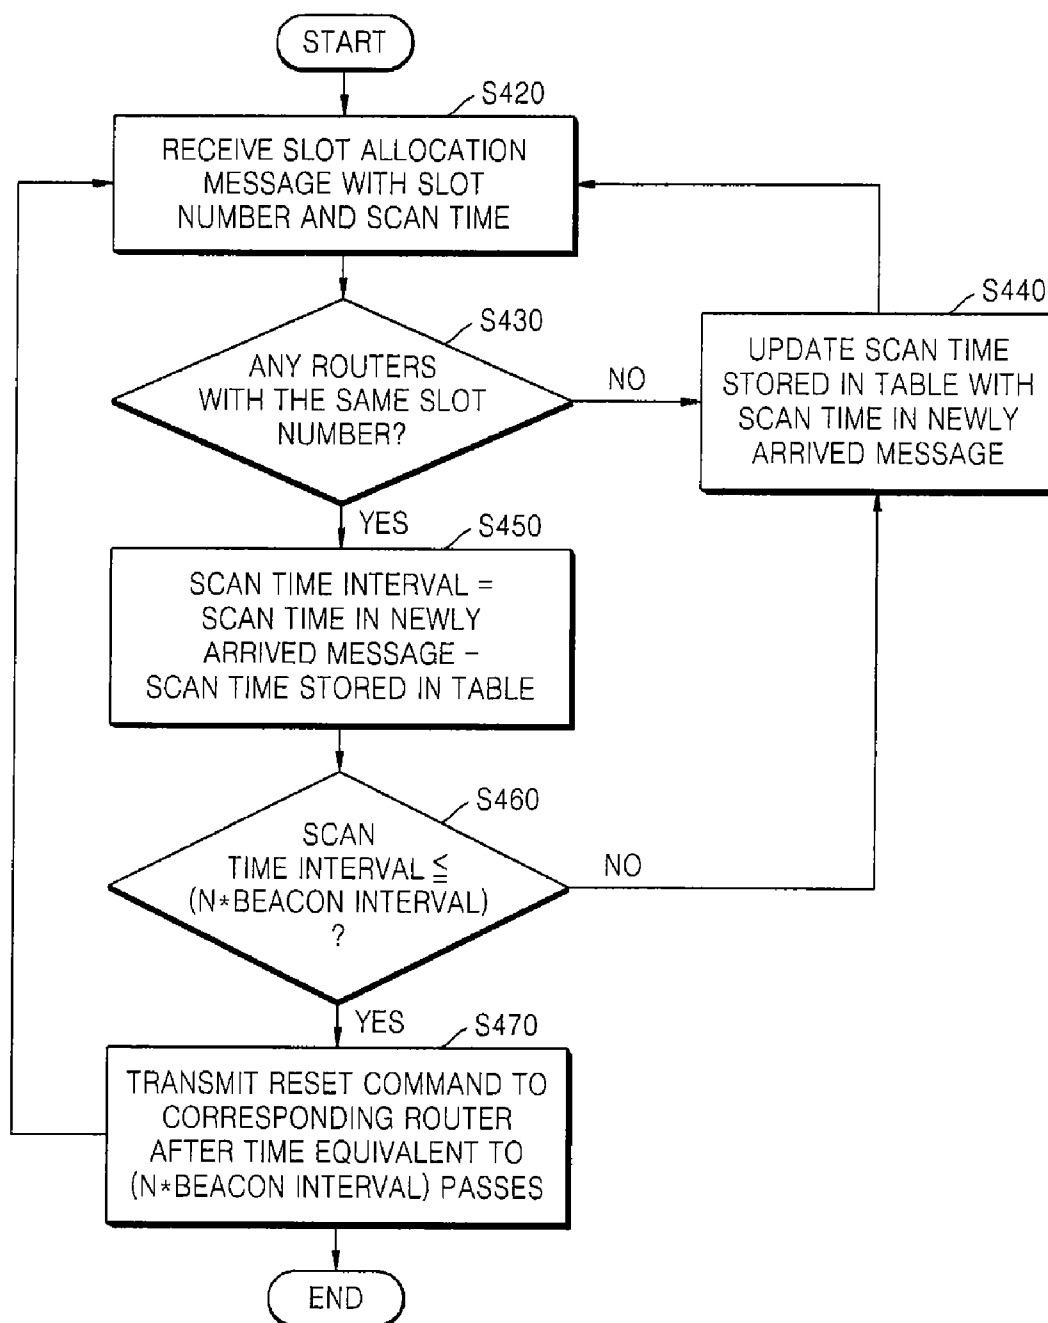 START
S420
RECEIVE SLOT ALLOCATION
MESSAGE WITH SLOT
NUMBER AND SCAN TIME
S430
ANY ROUTERS
WITH THE SAME SLOT
NUMBER?
NO
S440
UPDATE SCAN TIME
STORED IN TABLE WITH
SCAN TIME IN NEWLY
ARRIVED MESSAGE
YES
S450
SCAN TIME INTERVAL =
SCAN TIME IN NEWLY
ARRIVED MESSAGE –
SCAN TIME STORED IN TABLE
S460
SCAN
TIME INTERVAL ≦
(N*BEACON INTERVAL)
?
NO
YES
S470
TRANSMIT RESET COMMAND TO
CORRESPONDING ROUTER
AFTER TIME EQUIVALENT TO
(N*BEACON INTERVAL) PASSES
END